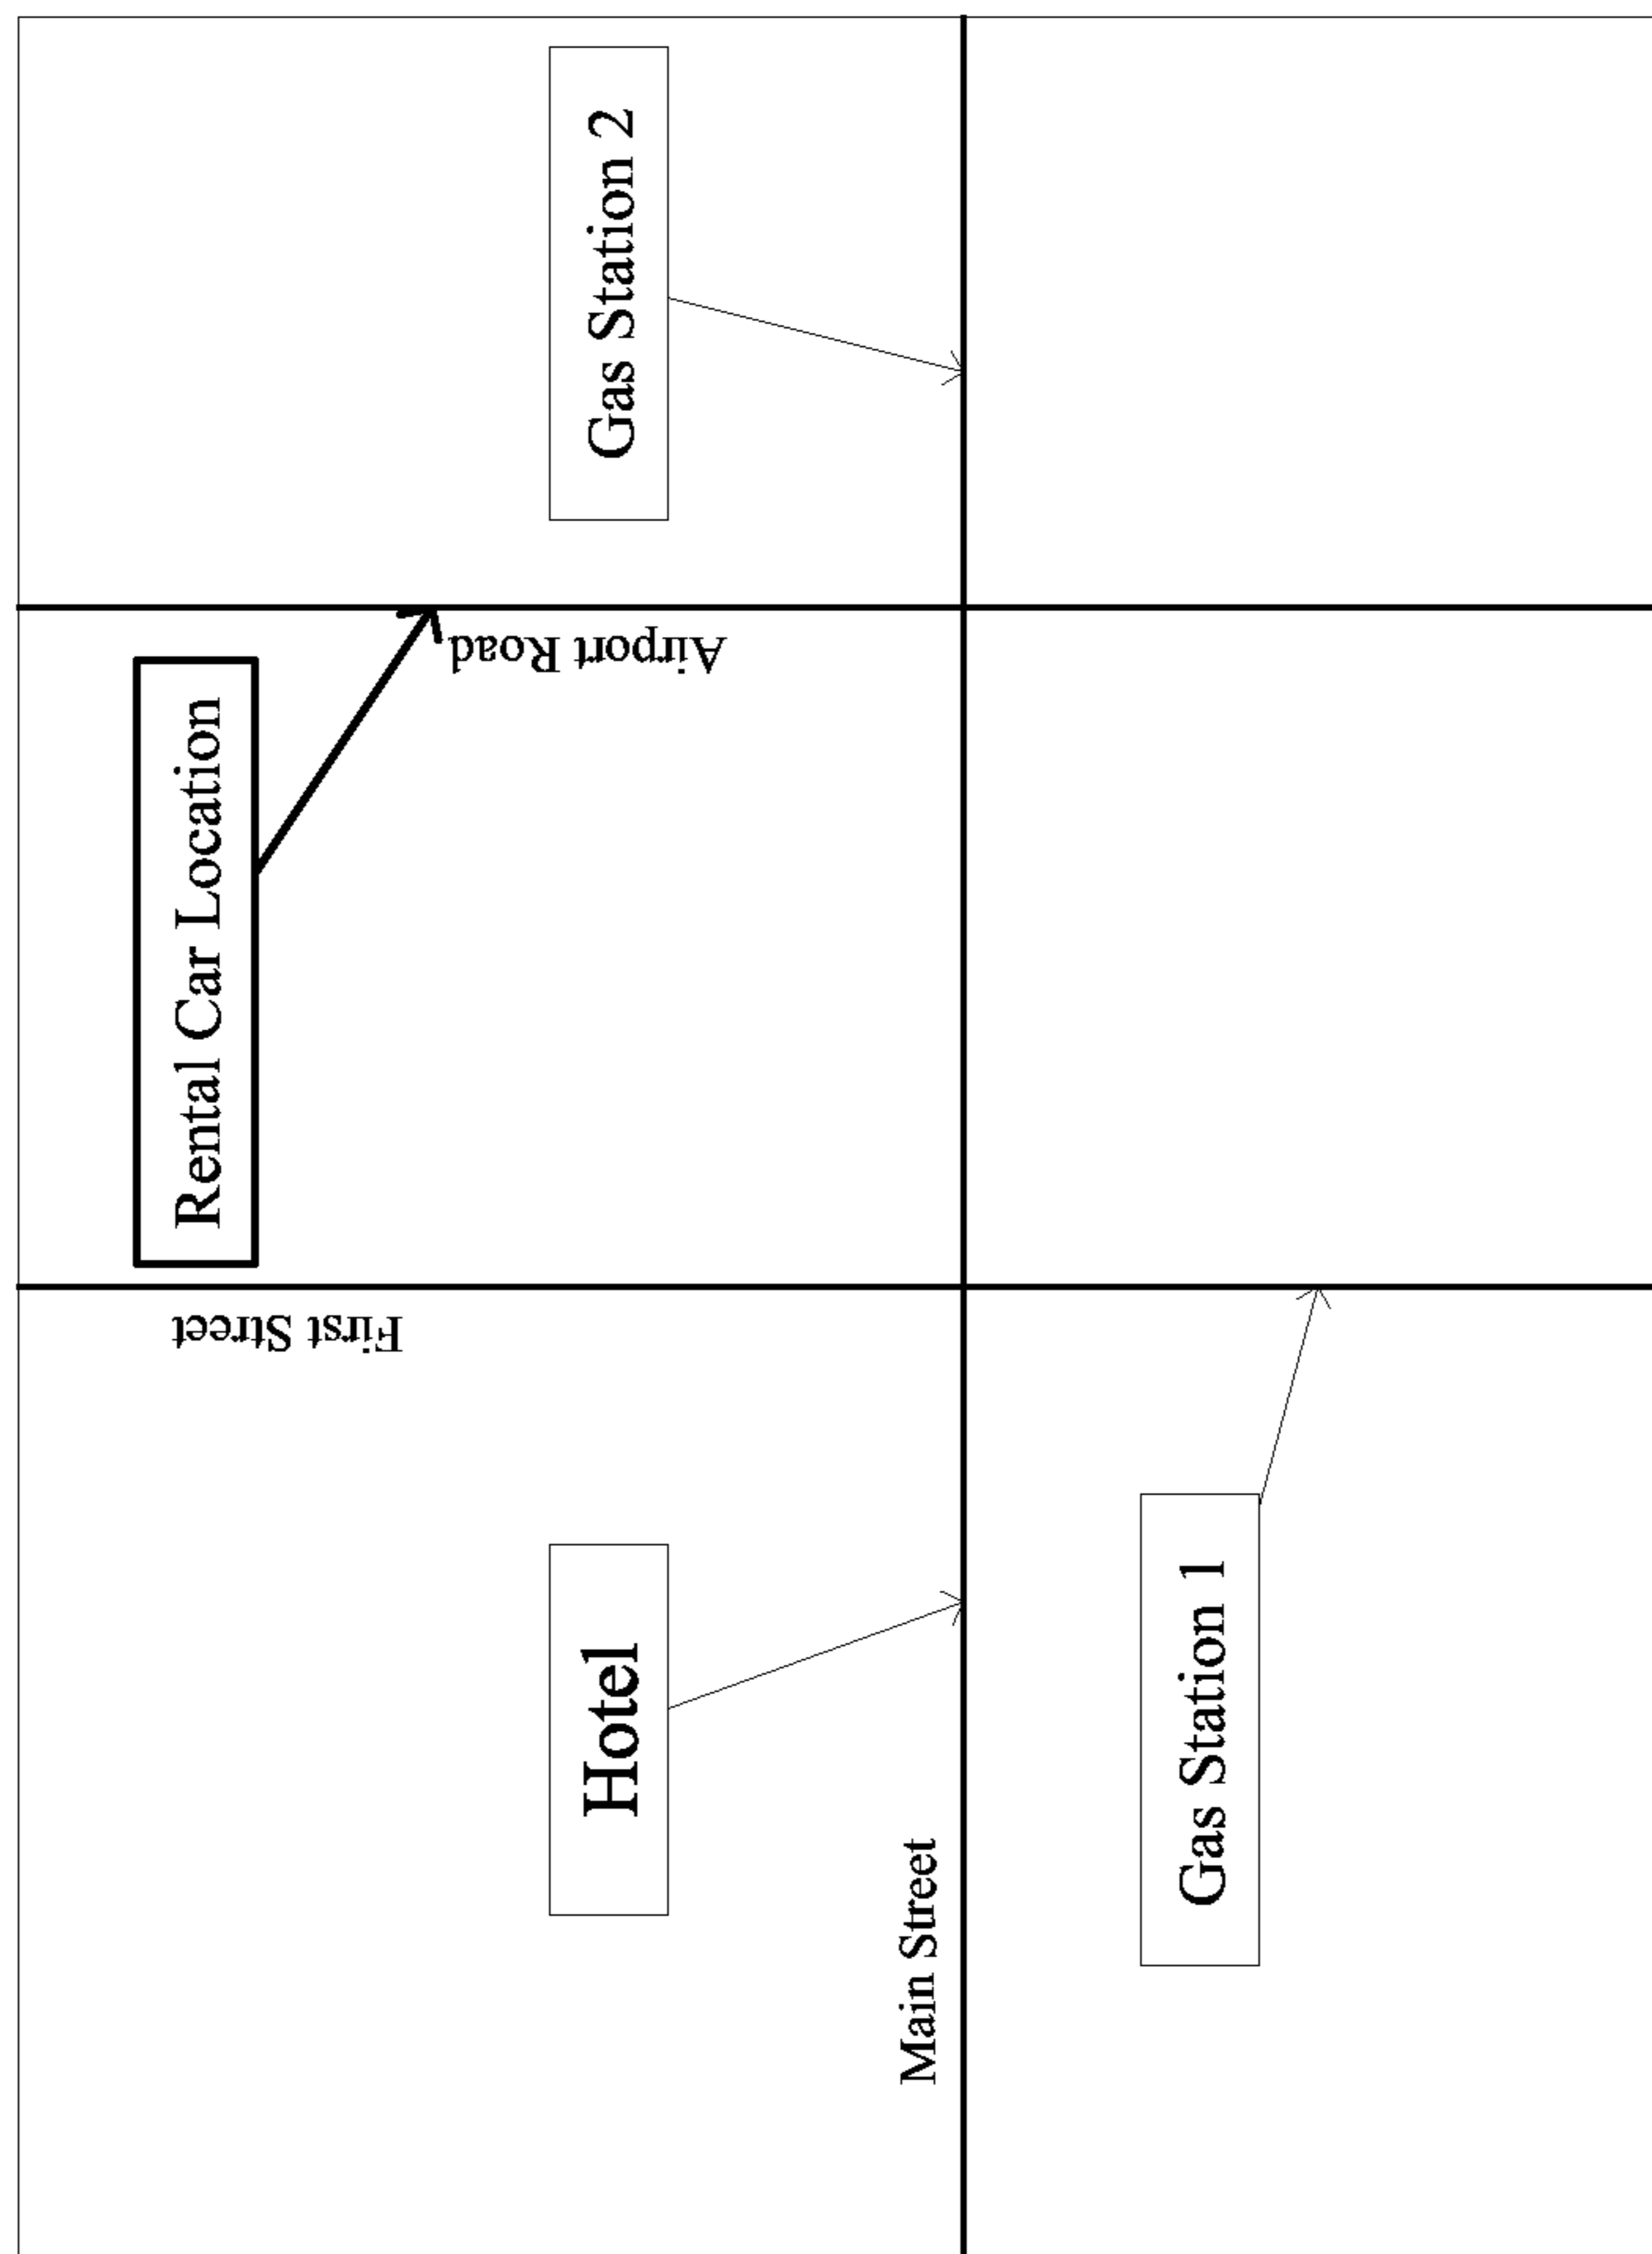 Rental Car Location
Gas Station 2
Airport Road
First Street
Hotel
Main Street
Gas Station 1